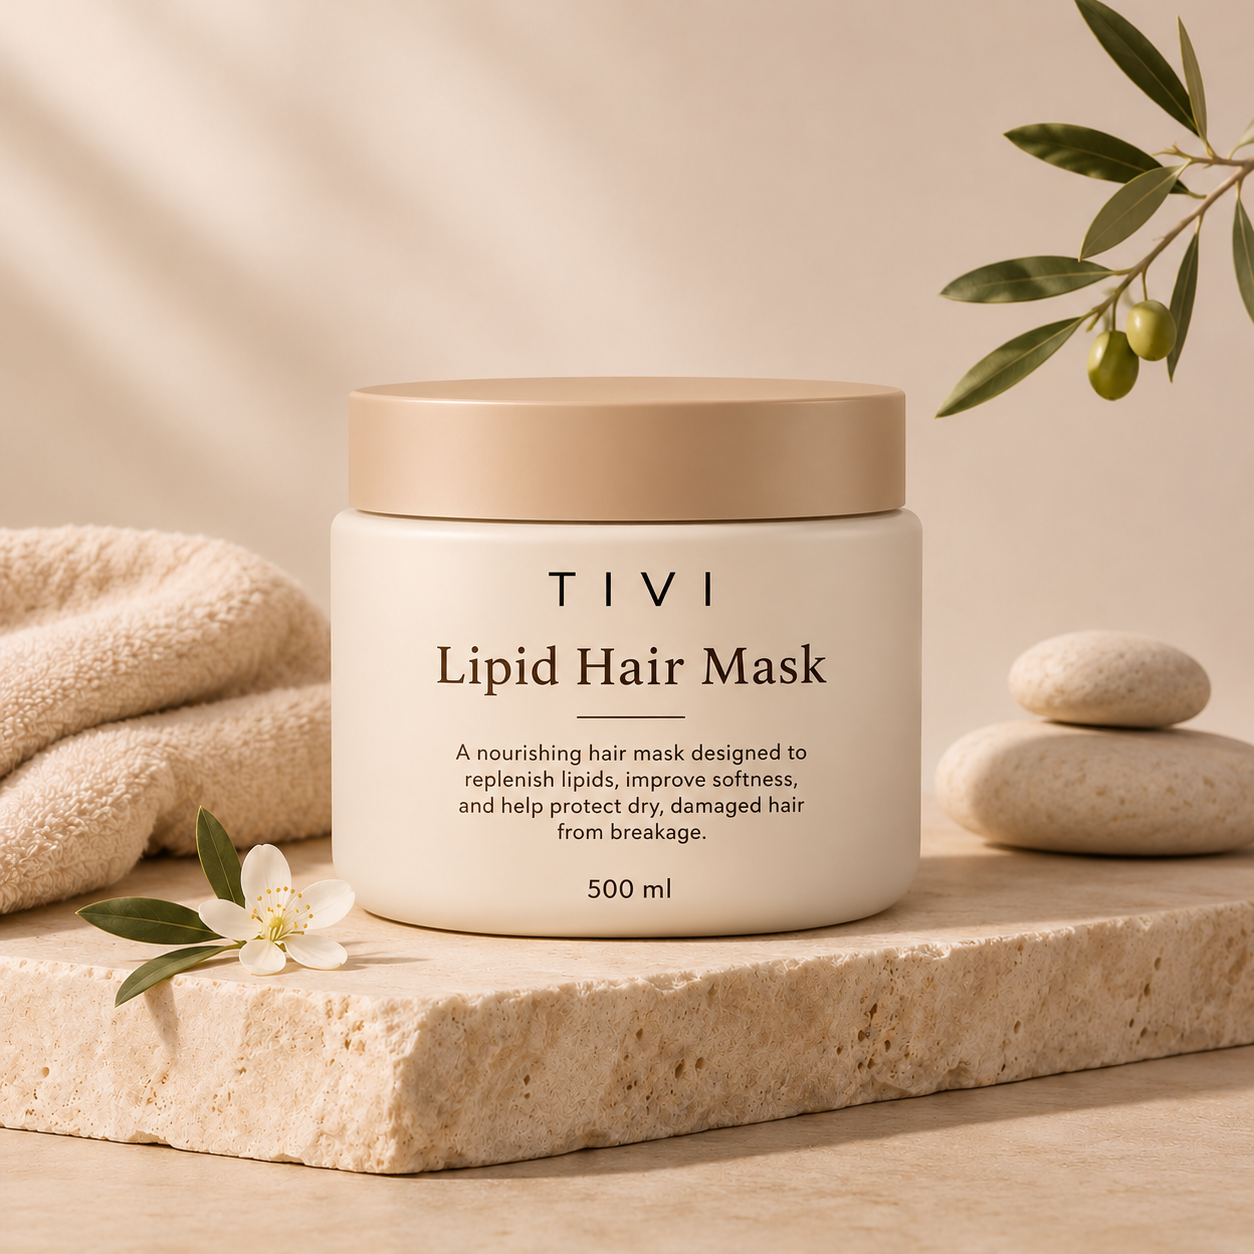 TIVI
Lipid Hair Mask
A nourishing hair mask designed to
replenish lipids, improve softness,
and help protect dry, damaged hair
from breakage.
500 ml